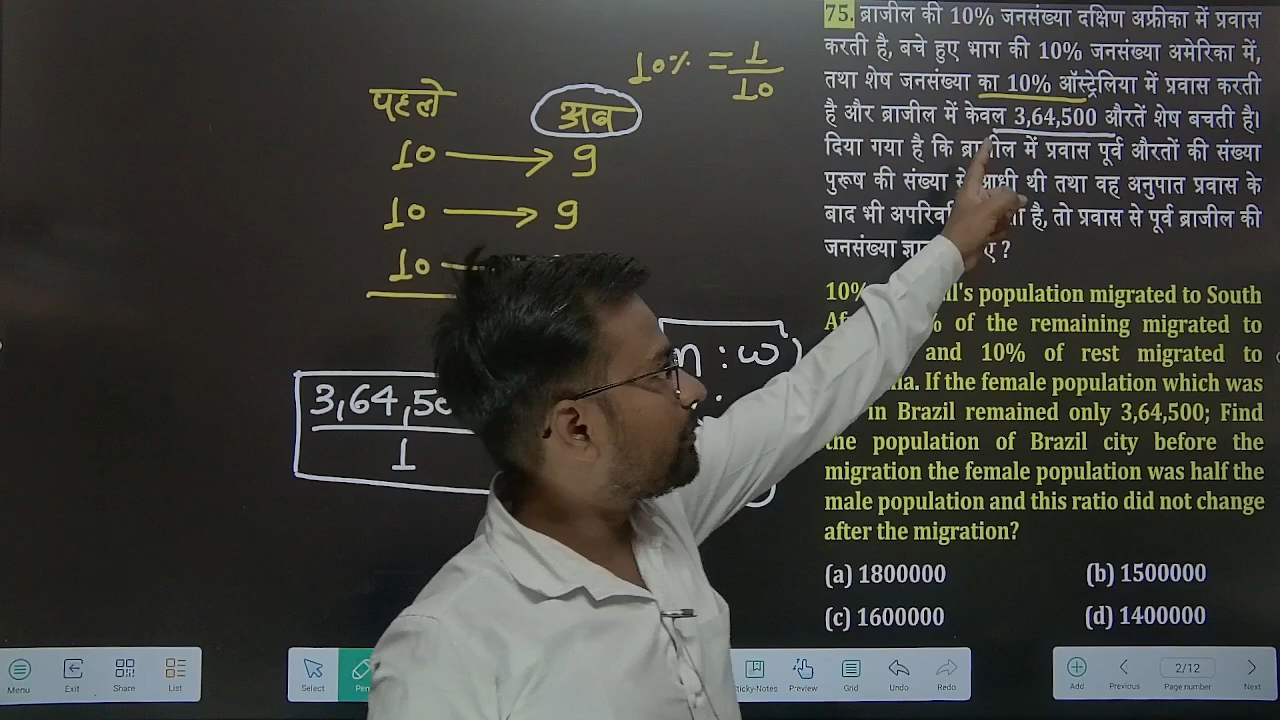 75. ब्राजील की 10% जनसंख्या दक्षिण अफ्रीका में प्रवास
करती है, बचे हुए भाग की 10% जनसंख्या अमेरिका में,
तथा शेष जनसंख्या का 10% ऑस्ट्रेलिया में प्रवास करती
है और ब्राजील में केवल 3,64,500 औरतें शेष बचती है।
दिया गया है कि ब्राजील में प्रवास पूर्व औरतों की संख्या
पुरूष की संख्या से आधी थी तथा वह अनुपात प्रवास के
बाद भी है, तो प्रवास से पूर्व ब्राजील की
जनसंख्या ?
10% = 1/10
पहले अब
10 → 9
10 → 9
10
m : w
3,64,50
1
10% 's population migrated to South
% of the remaining migrated to
and 10% of rest migrated to
If the female population which was
in Brazil remained only 3,64,500; Find
the population of Brazil city before the
migration the female population was half the
male population and this ratio did not change
after the migration?
(a) 1800000 (b) 1500000
(c) 1600000 (d) 1400000
Menu Exit Share List Select Pen Sticky-Notes Preview Grid Undo Redo Add Previous 2/12 Page number Next